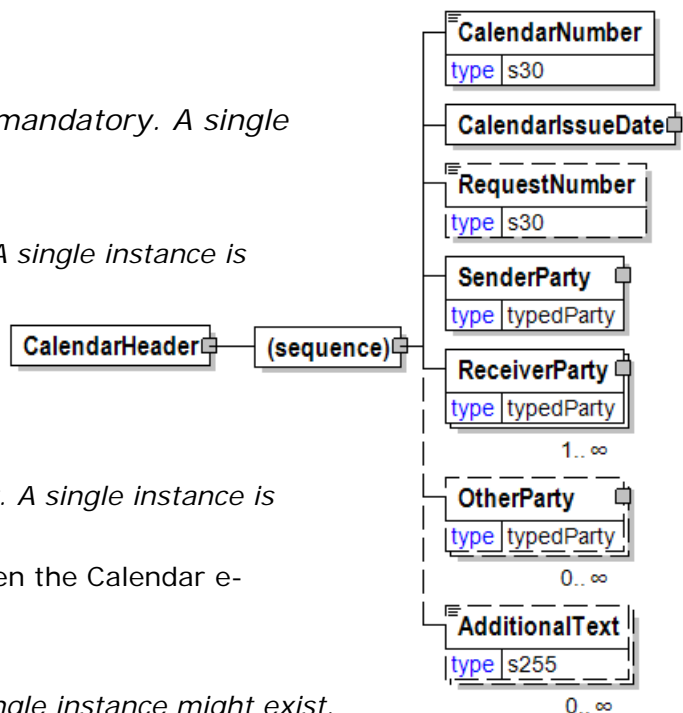 CalendarNumber
type s30
mandatory. A single
CalendarIssueDate
RequestNumber
type s30
A single instance is
SenderParty
type typedParty
CalendarHeader
(sequence)
ReceiverParty
type typedParty
1.. ∞
. A single instance is
OtherParty
type typedParty
en the Calendar e-
0.. ∞
AdditionalText
type s255
ngle instance might exist.
0.. ∞